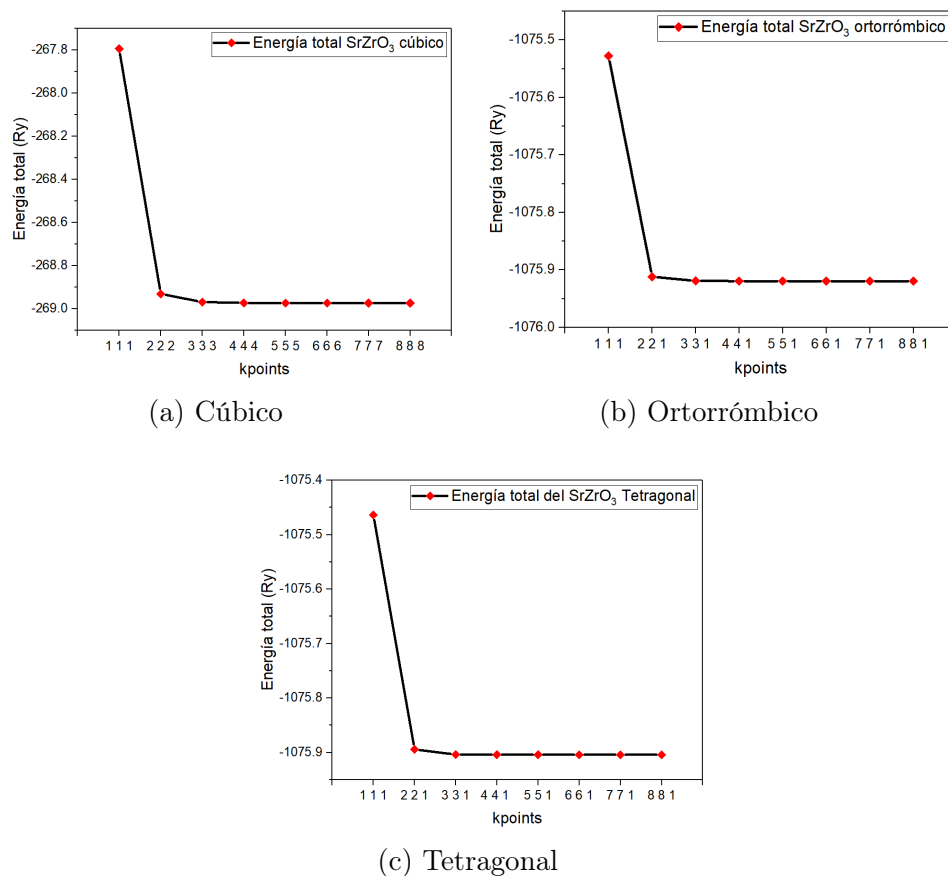 Energía total SrZrO₃ cúbico
Energía total (Ry)
-267.8
-268.0
-268.2
-268.4
-268.6
-268.8
-269.0
1 1 1 2 2 2 3 3 3 4 4 4 5 5 5 6 6 6 7 7 7 8 8 8
kpoints
(a) Cúbico
Energía total SrZrO₃ ortorrómbico
Energía total (Ry)
-1075.5
-1075.6
-1075.7
-1075.8
-1075.9
-1076.0
1 1 1 2 2 1 3 3 1 4 4 1 5 5 1 6 6 1 7 7 1 8 8 1
kpoints
(b) Ortorrómbico
Energía total del SrZrO₃ Tetragonal
Energía total (Ry)
-1075.4
-1075.5
-1075.6
-1075.7
-1075.8
-1075.9
1 1 1 2 2 1 3 3 1 4 4 1 5 5 1 6 6 1 7 7 1 8 8 1
kpoints
(c) Tetragonal